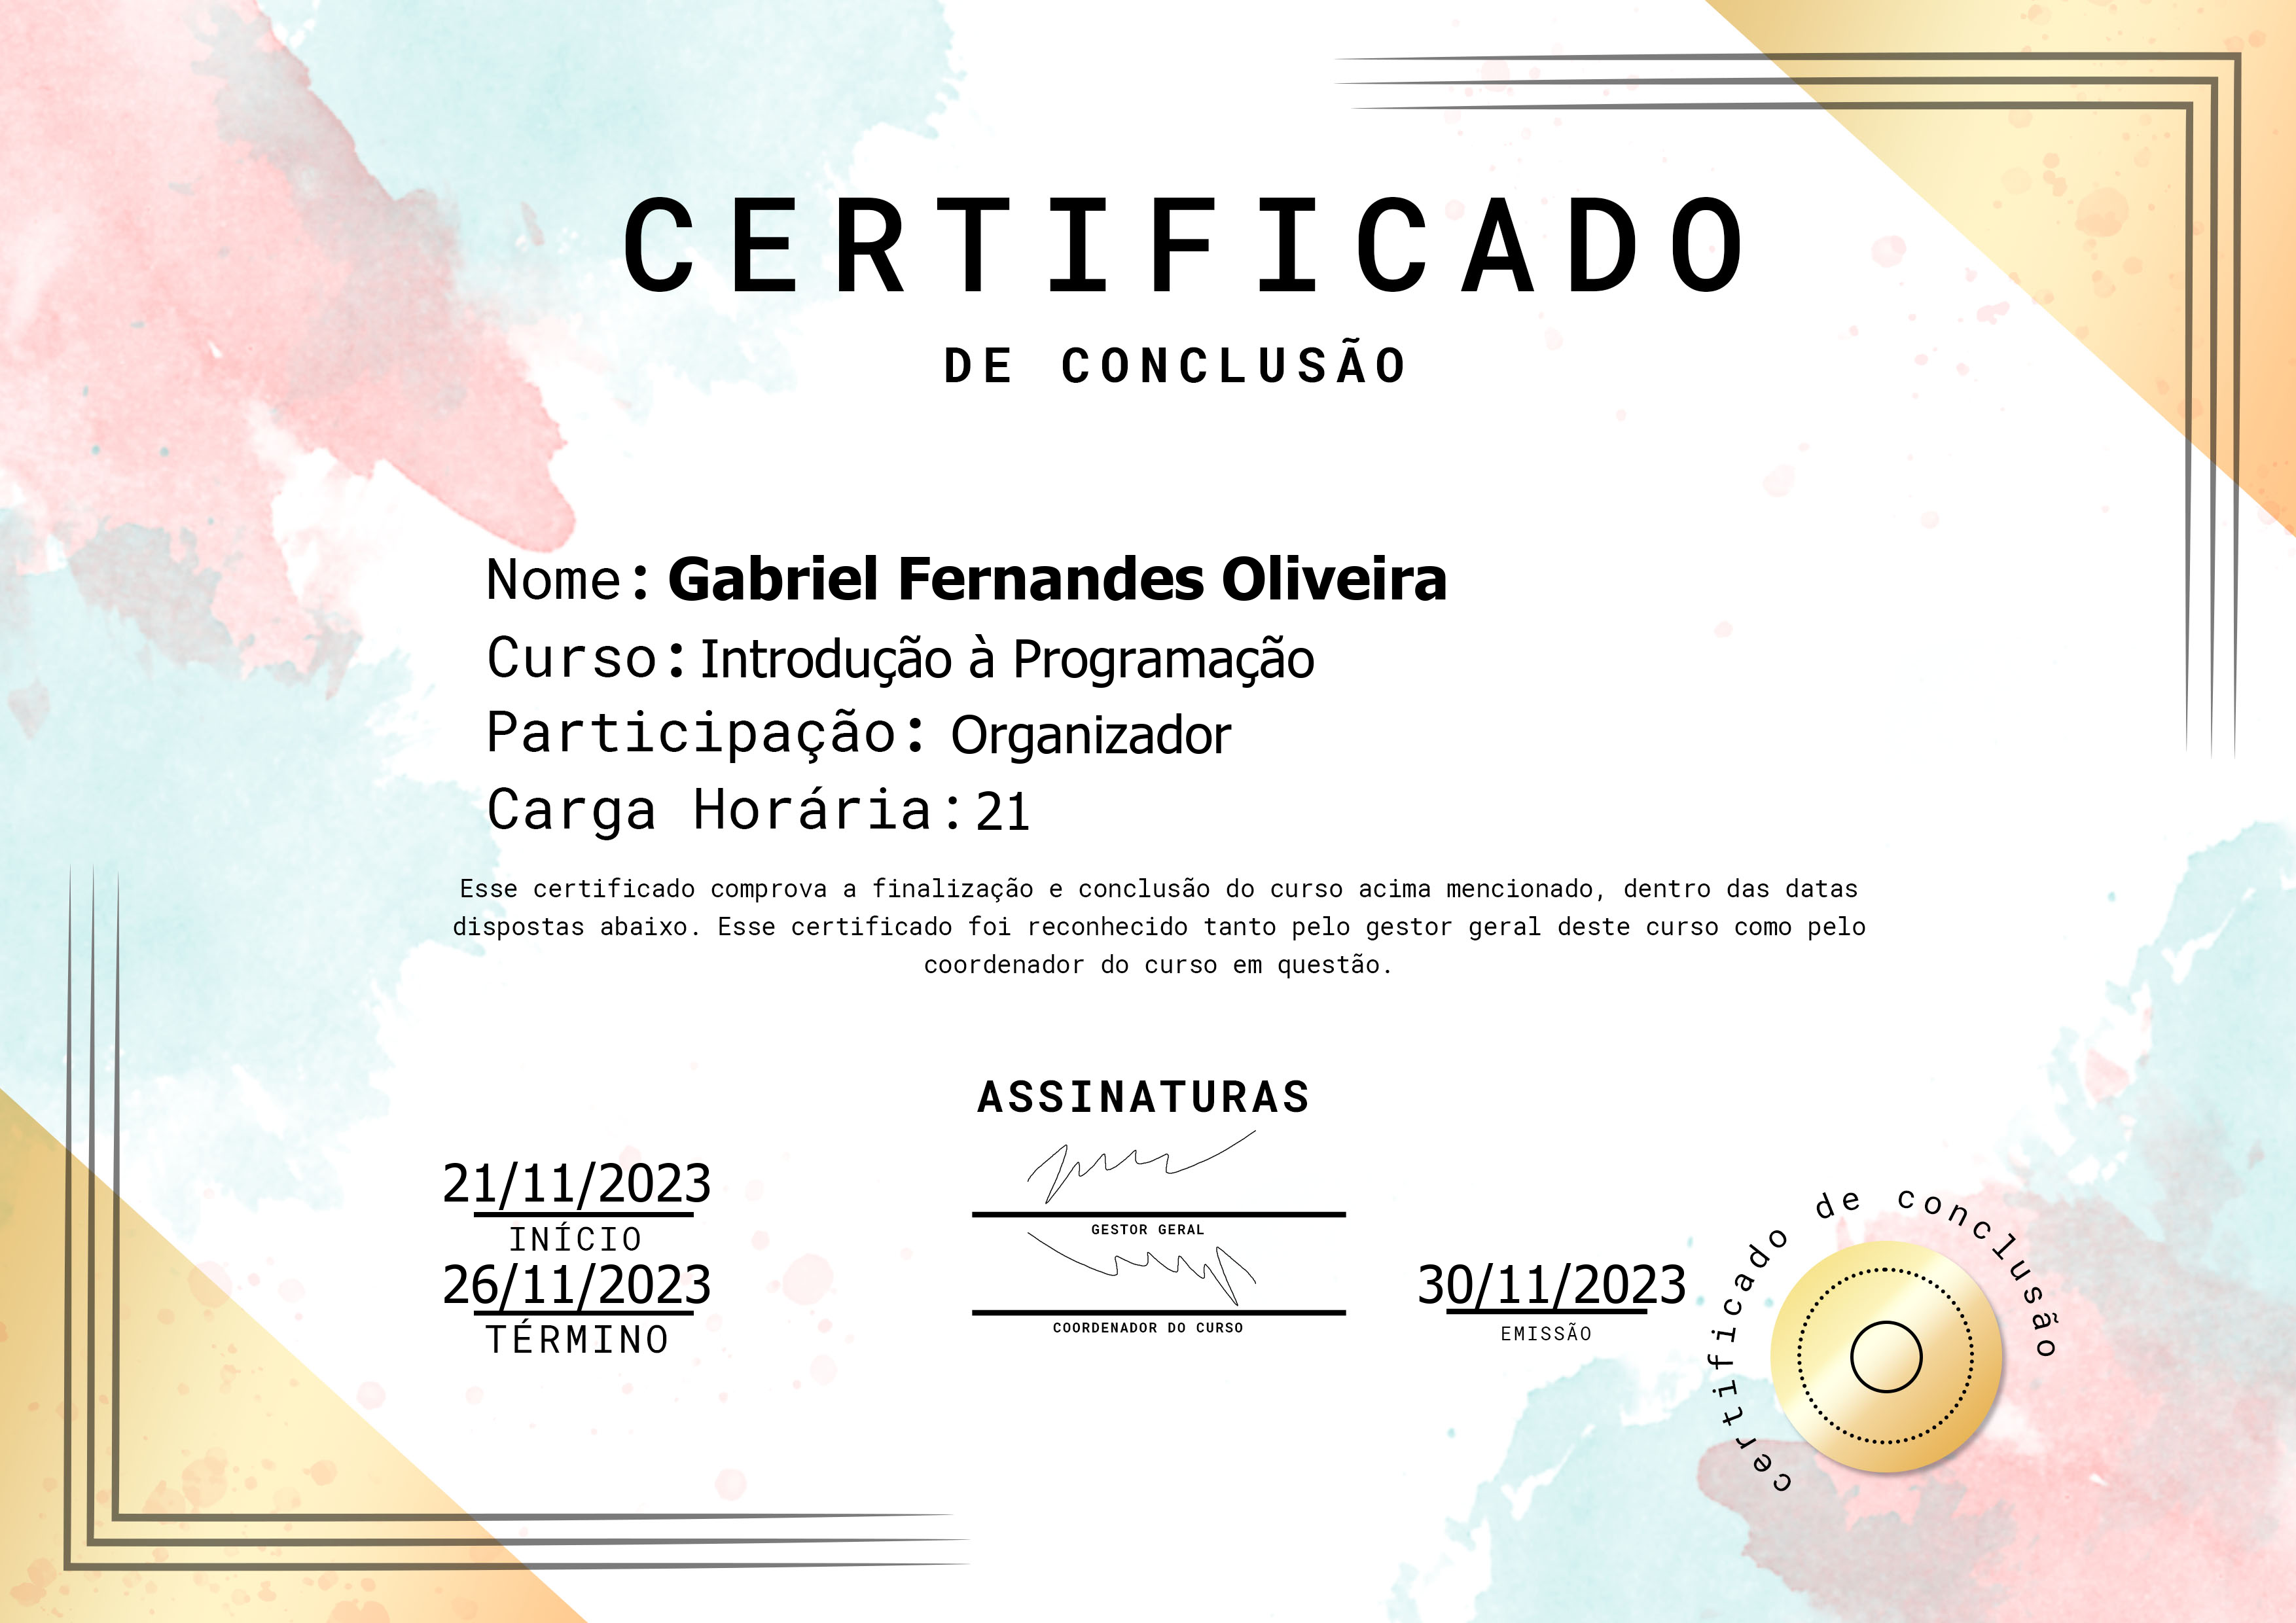 CERTIFICADO
DE CONCLUSÃO
Nome: Gabriel Fernandes Oliveira
Curso: Introdução à Programação
Participação: Organizador
Carga Horária: 21
Esse certificado comprova a finalização e conclusão do curso acima mencionado, dentro das datas
dispostas abaixo. Esse certificado foi reconhecido tanto pelo gestor geral deste curso como pelo
coordenador do curso em questão.
ASSINATURAS
21/11/2023
INÍCIO
GESTOR GERAL
26/11/2023
TÉRMINO
COORDENADOR DO CURSO
30/11/2023
EMISSÃO
certificado de conclusão